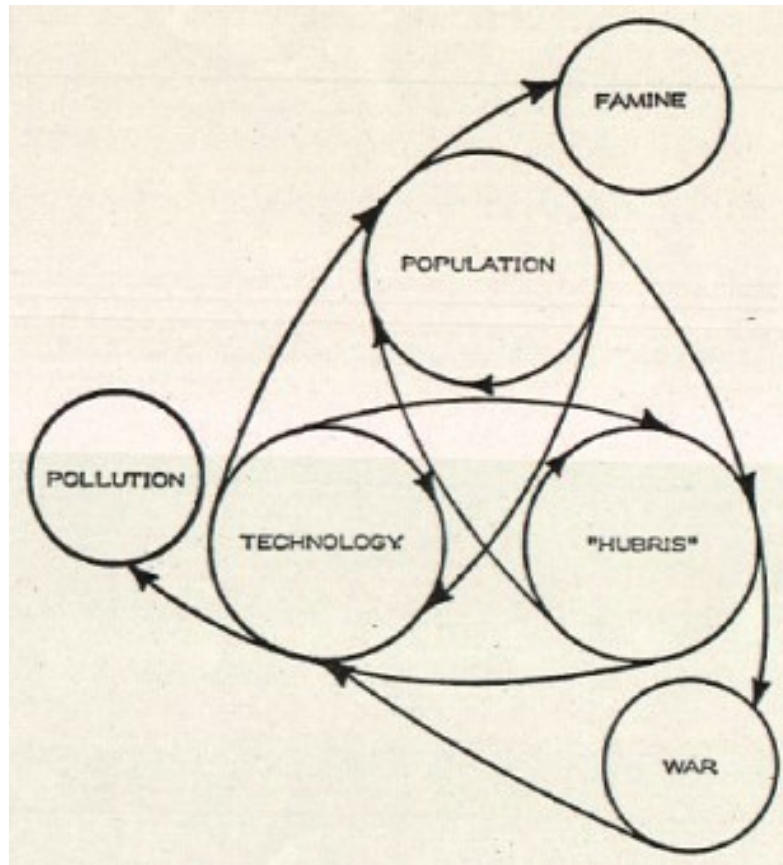 FAMINE
POPULATION
POLLUTION
TECHNOLOGY
"HUBRIS"
WAR